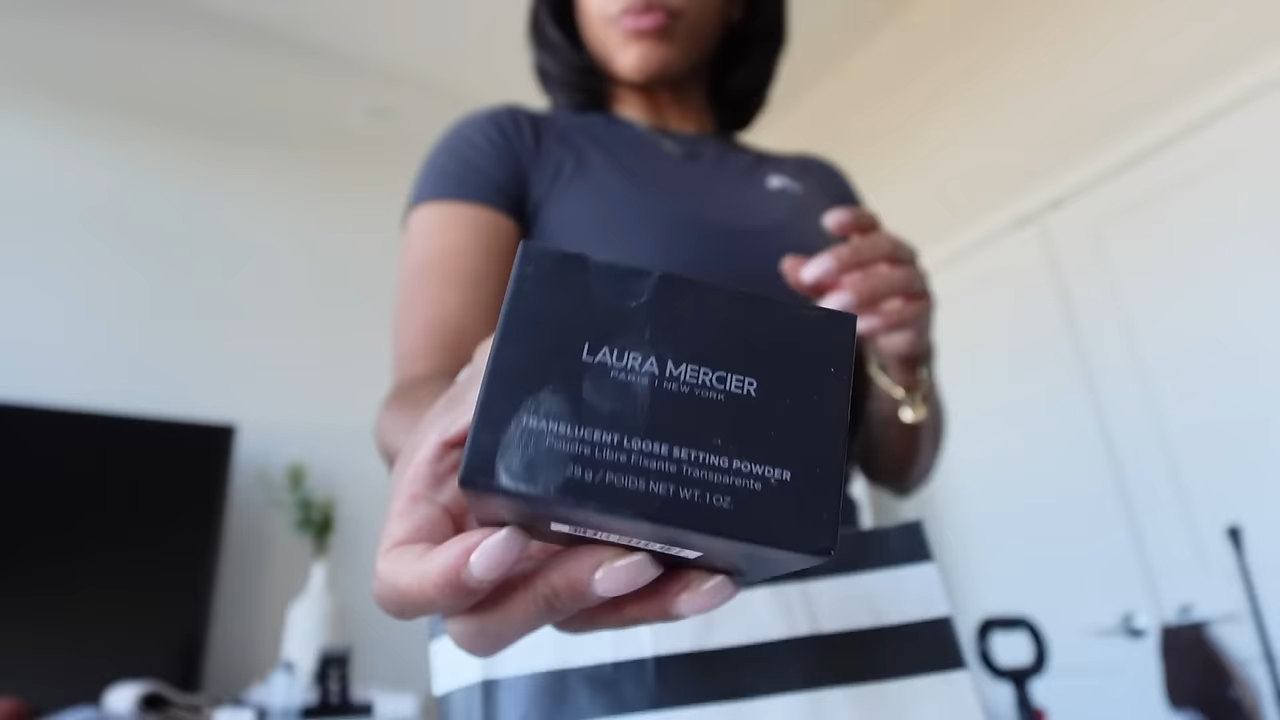 LAURA MERCIER
PARIS | NEW YORK
TRANSLUCENT LOOSE SETTING POWDER
Poudre Libre Fixante Transparente
g / POIDS NET WT. 1 OZ.